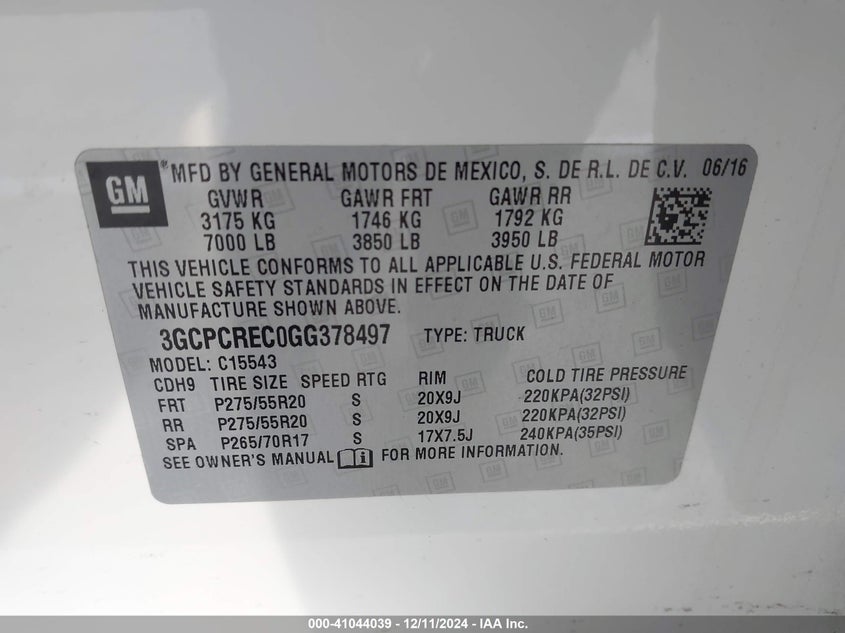 GM
® MFD BY GENERAL MOTORS DE MEXICO, S. DE R.L. DE C.V. 06/16
GVWR GAWR FRT GAWR RR
3175 KG 1746 KG 1792 KG
7000 LB 3850 LB 3950 LB
THIS VEHICLE CONFORMS TO ALL APPLICABLE U.S. FEDERAL MOTOR
VEHICLE SAFETY STANDARDS IN EFFECT ON THE DATE OF
MANUFACTURE SHOWN ABOVE.
3GCPCREC0GG378497 TYPE: TRUCK
MODEL: C15543
CDH9 TIRE SIZE SPEED RTG RIM COLD TIRE PRESSURE
FRT P275/55R20 S 20X9J 220KPA(32PSI)
RR P275/55R20 S 20X9J 220KPA(32PSI)
SPA P265/70R17 S 17X7.5J 240KPA(35PSI)
SEE OWNER'S MANUAL FOR MORE INFORMATION.
000-41044039 - 12/11/2024 - IAA Inc.